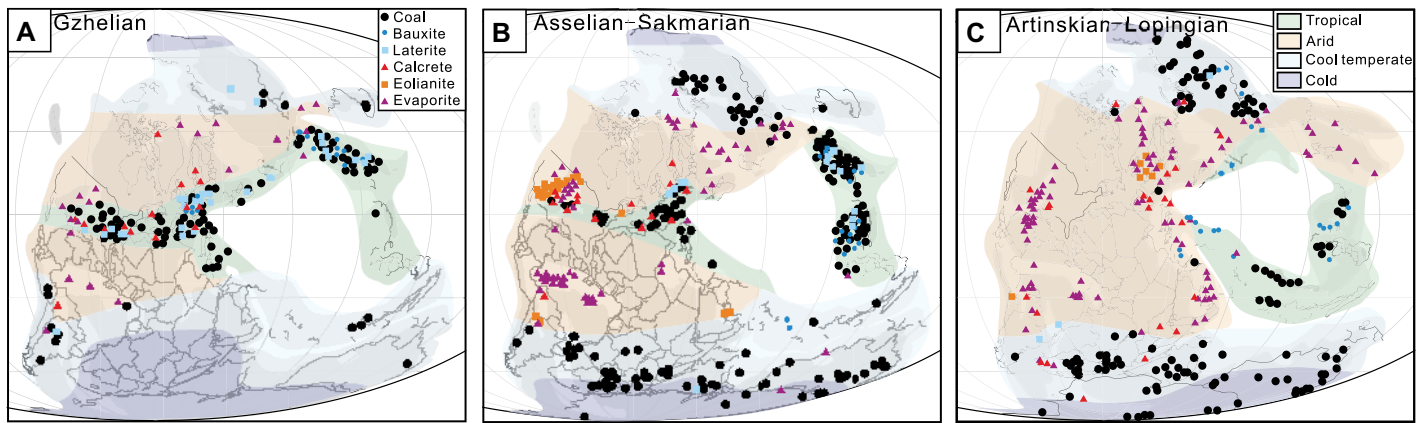 A Gzhelian
Coal
Bauxite
Laterite
Calcrete
Eolianite
Evaporite
B Asselian-Sakmarian
C Artinskian-Lopingian
Tropical
Arid
Cool temperate
Cold